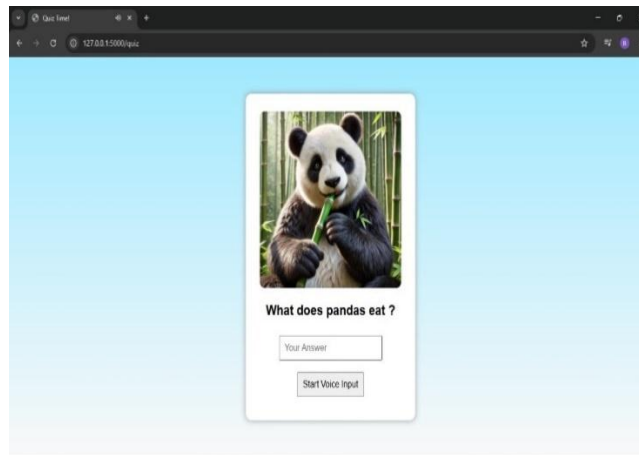 Quiz Time!
127.0.0.1:5000/quiz
What does pandas eat ?
Your Answer
Start Voice Input